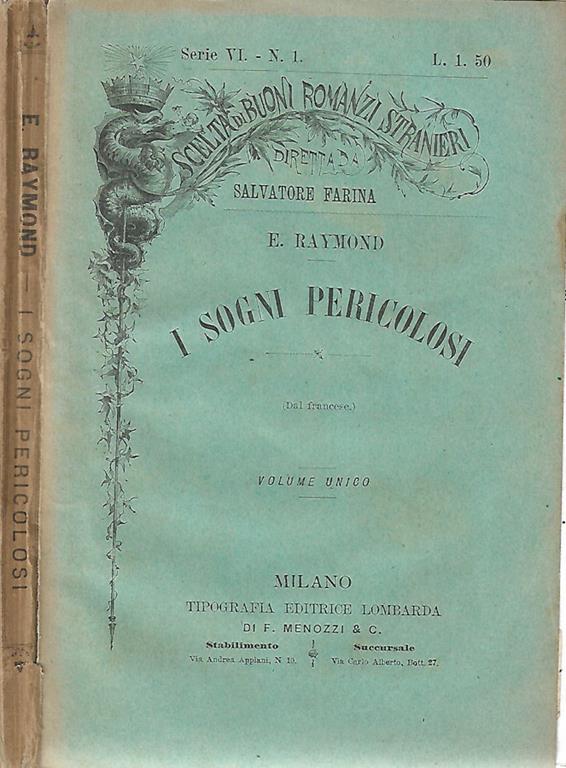 E. RAYMOND — I SOGNI PERICOLOSI
Serie VI. - N. 1.
L. 1. 50
SCELTA DI BUONI ROMANZI STRANIERI
DIRETTA DA
SALVATORE FARINA
E. RAYMOND
I SOGNI PERICOLOSI
(Dal francese.)
VOLUME UNICO
MILANO
TIPOGRAFIA EDITRICE LOMBARDA
DI F. MENOZZI & C.
Stabilimento
Via Andrea Appiani, N. 10.
Succursale
Via Carlo Alberto, Bott. 27.